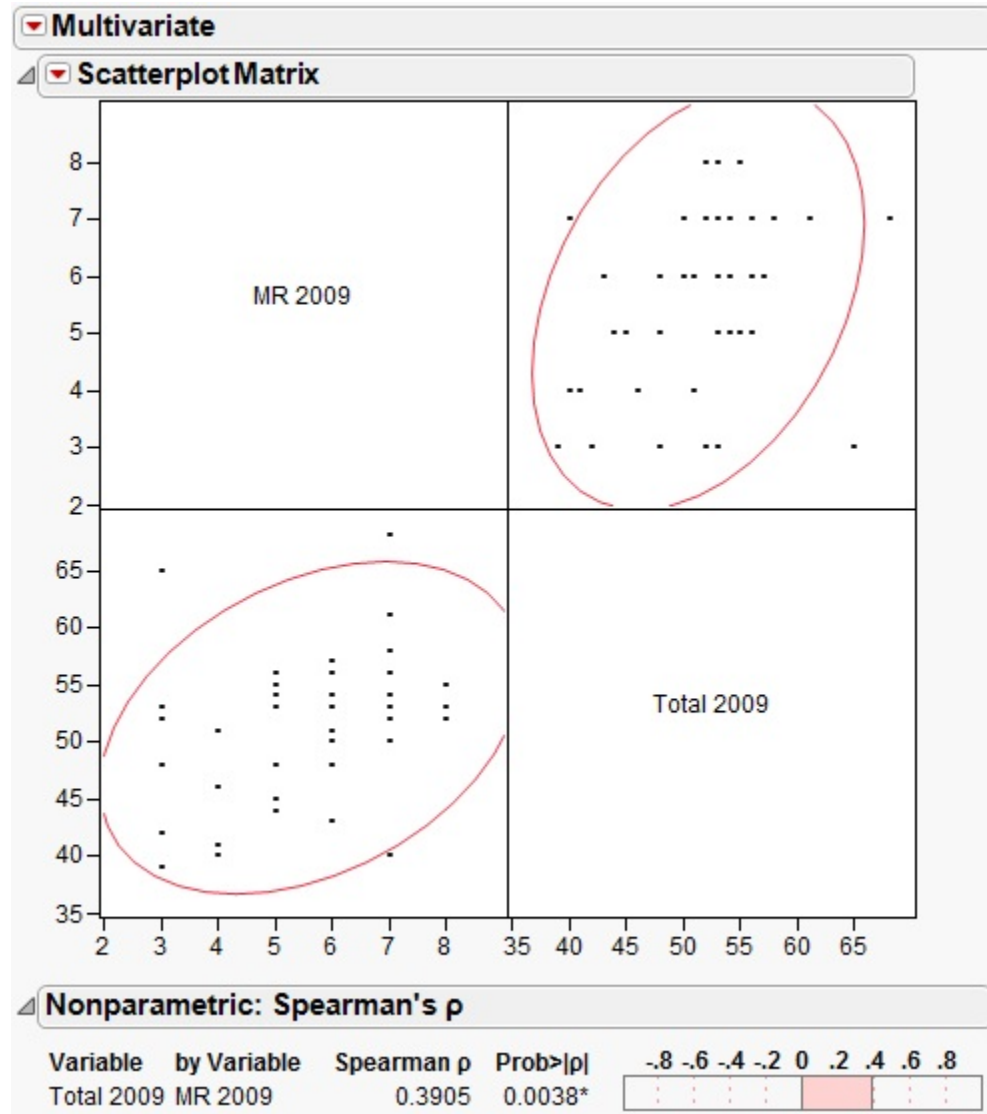 Multivariate
Scatterplot Matrix
8
7
6
5
4
3
2
MR 2009
65
60
55
50
45
40
35
Total 2009
2 3 4 5 6 7 8 35 40 45 50 55 60 65
Nonparametric: Spearman's ρ
Variable by Variable Spearman ρ Prob>|ρ| -.8 -.6 -.4 -.2 0 .2 .4 .6 .8
Total 2009 MR 2009 0.3905 0.0038*